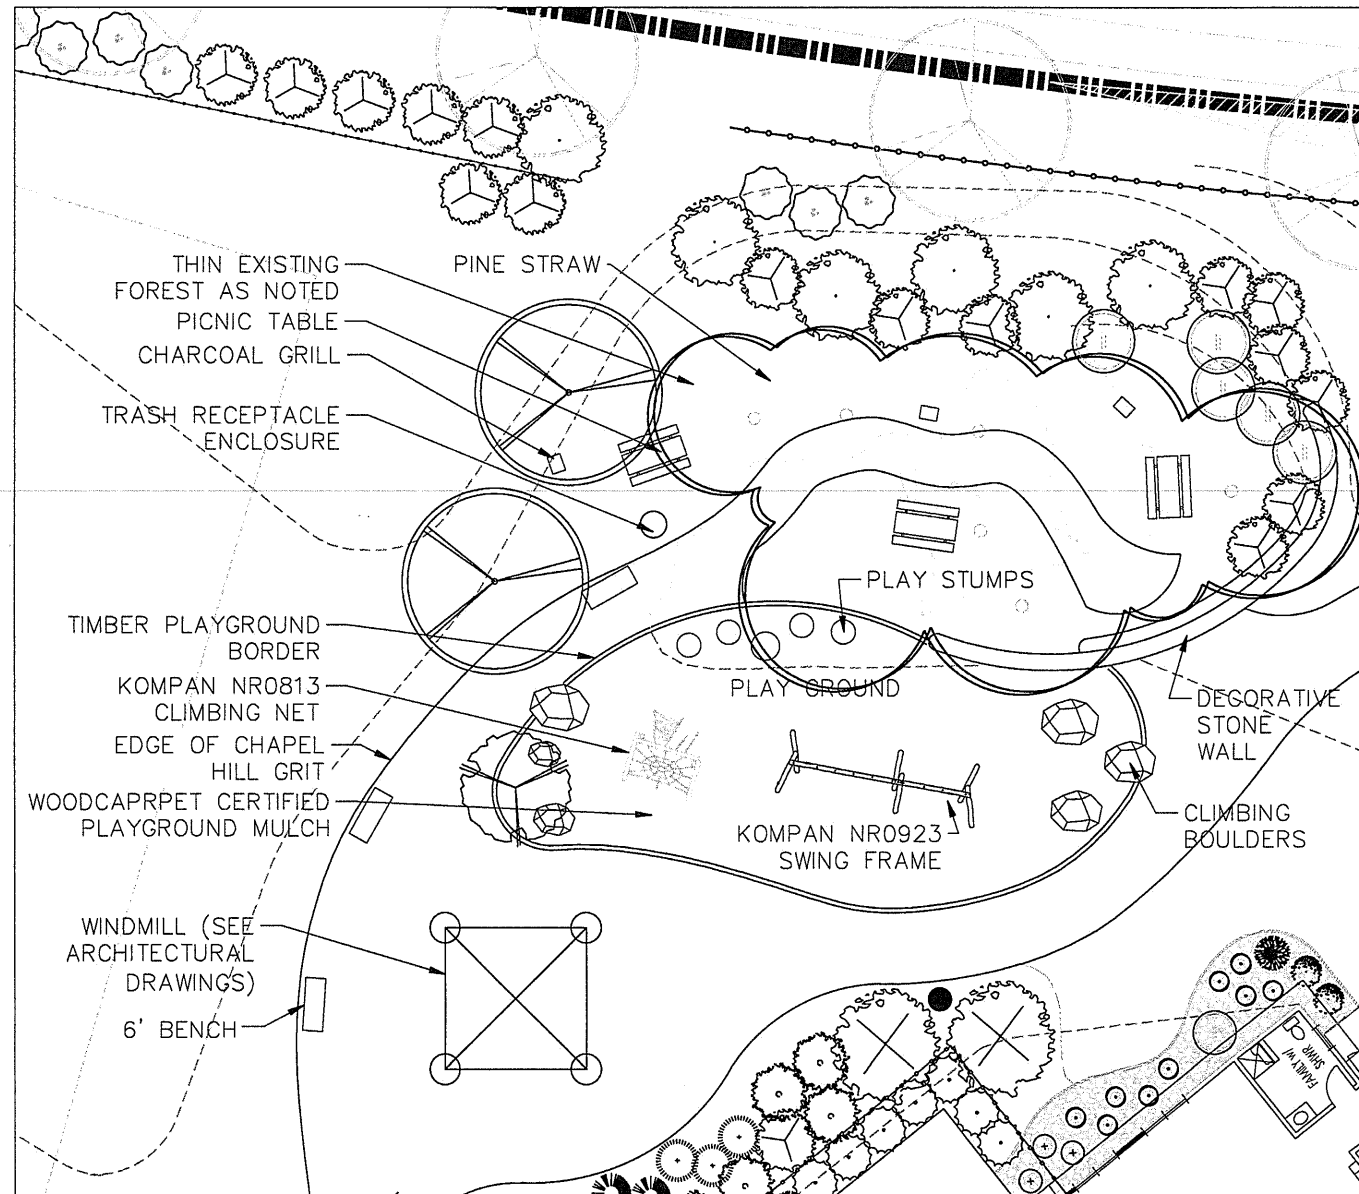 THIN EXISTING
FOREST AS NOTED
PINE STRAW
PICNIC TABLE
CHARCOAL GRILL
TRASH RECEPTACLE
ENCLOSURE
PLAY STUMPS
TIMBER PLAYGROUND
BORDER
KOMPAN NR0813
CLIMBING NET
PLAY GROUND
DECORATIVE
STONE
WALL
EDGE OF CHAPEL
HILL GRIT
WOODCAPRPET CERTIFIED
PLAYGROUND MULCH
KOMPAN NR0923
SWING FRAME
CLIMBING
BOULDERS
WINDMILL (SEE
ARCHITECTURAL
DRAWINGS)
6' BENCH
FAMILY W/
SHWR